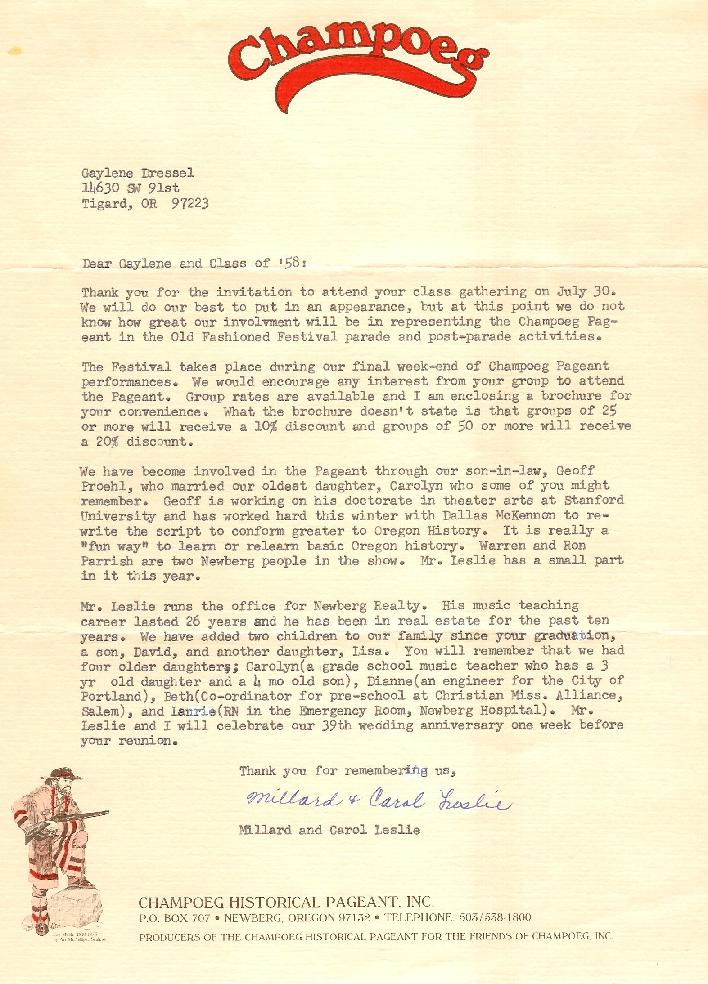 Champoeg
Gaylene Dressel
14630 SW 91st
Tigard, OR 97223
Dear Gaylene and Class of '58:
Thank you for the invitation to attend your class gathering on July 30.
We will do our best to put in an appearance, but at this point we do not
know how great our involvment will be in representing the Champoeg Pag-
eant in the Old Fashioned Festival parade and post-parade activities.
The Festival takes place during our final week-end of Champoeg Pageant
performances. We would encourage any interest from your group to attend
the Pageant. Group rates are available and I am enclosing a brochure for
your convenience. What the brochure doesn't state is that groups of 25
or more will receive a 10% discount and groups of 50 or more will receive
a 20% discount.
We have become involved in the Pageant through our son-in-law, Geoff
Proehl, who married our oldest daughter, Carolyn who some of you might
remember. Geoff is working on his doctorate in theater arts at Stanford
University and has worked hard this winter with Dallas McKennon to re-
write the script to conform greater to Oregon History. It is really a
"fun way" to learn or relearn basic Oregon history. Warren and Ron
Parrish are two Newberg people in the show. Mr. Leslie has a small part
in it this year.
Mr. Leslie runs the office for Newberg Realty. His music teaching
career lasted 26 years and he has been in real estate for the past ten
years. We have added two children to our family since your graduation,
a son, David, and another daughter, Lisa. You will remember that we had
four older daughters; Carolyn(a grade school music teacher who has a 3
yr old daughter and a 4 mo old son), Dianne(an engineer for the City of
Portland), Beth(Co-ordinator for pre-school at Christian Miss. Alliance,
Salem), and Laurie(RN in the Emergency Room, Newberg Hospital). Mr.
Leslie and I will celebrate our 39th wedding anniversary one week before
your reunion.
Thank you for remembering us,
Millard & Carol Leslie
Millard and Carol Leslie
CHAMPOEG HISTORICAL PAGEANT, INC.
P.O. BOX 707 • NEWBERG, OREGON 97132 • TELEPHONE 503/538-1800
PRODUCERS OF THE CHAMPOEG HISTORICAL PAGEANT FOR THE FRIENDS OF CHAMPOEG, INC.